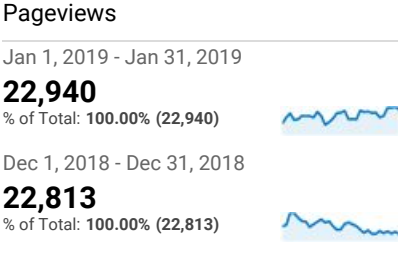 Pageviews
Jan 1, 2019 - Jan 31, 2019
22,940
% of Total: 100.00% (22,940)
Dec 1, 2018 - Dec 31, 2018
22,813
% of Total: 100.00% (22,813)